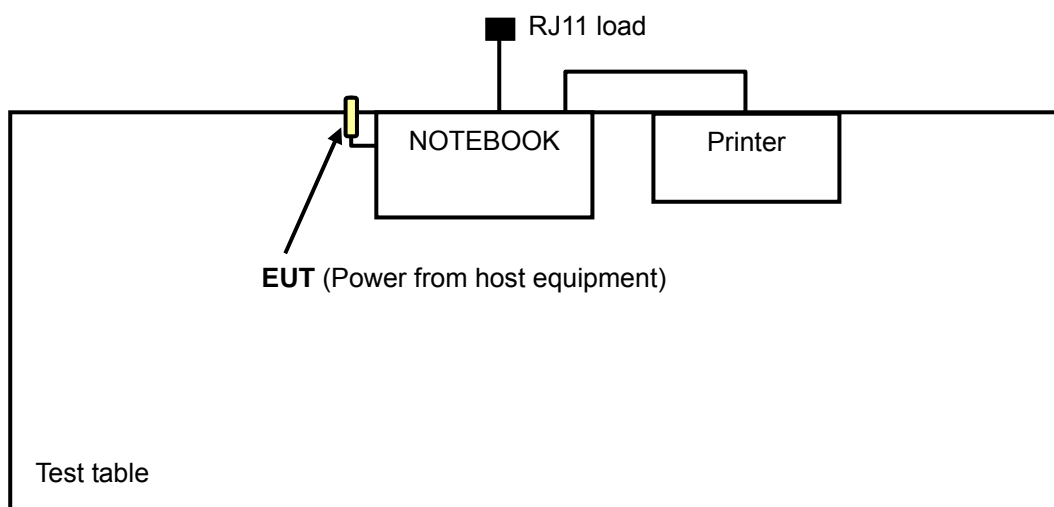 RJ11 load
NOTEBOOK
Printer
EUT (Power from host equipment)
Test table